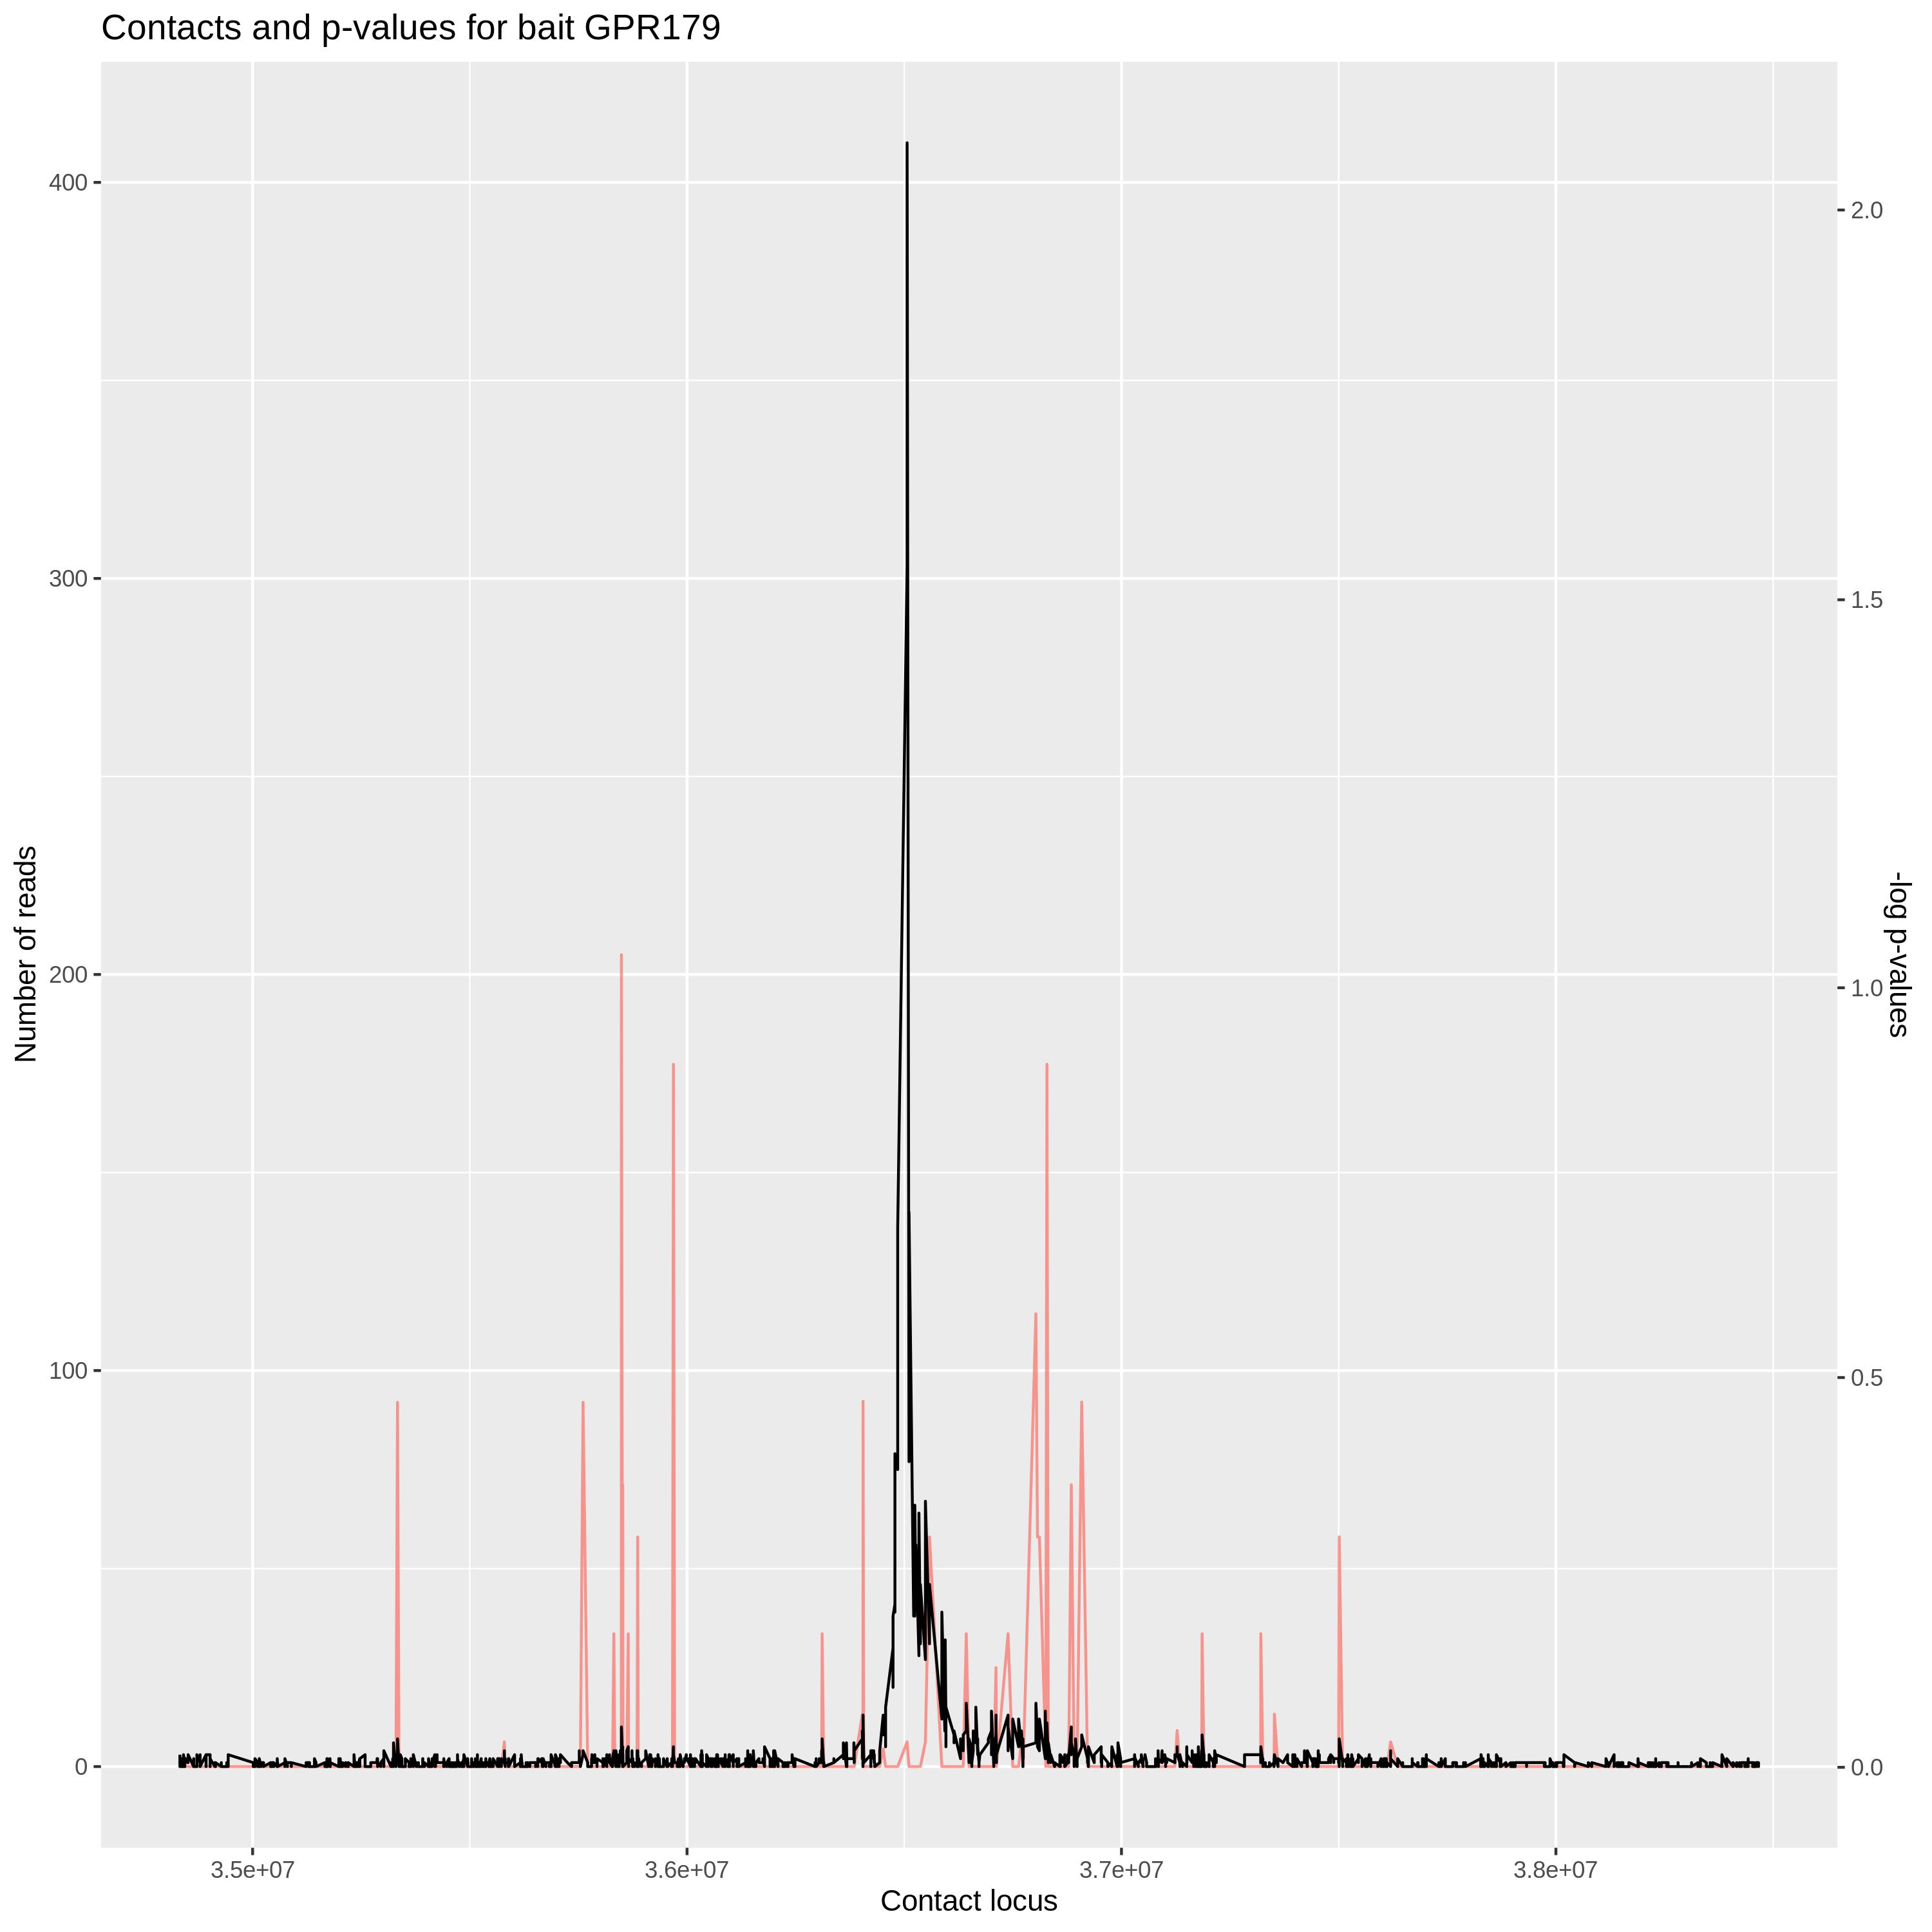 Contacts and p-values for bait GPR179
Number of reads
400
300
200
100
0
2.0
1.5
1.0
0.5
0.0
-log p-values
3.5e+07 3.6e+07 3.7e+07 3.8e+07
Contact locus